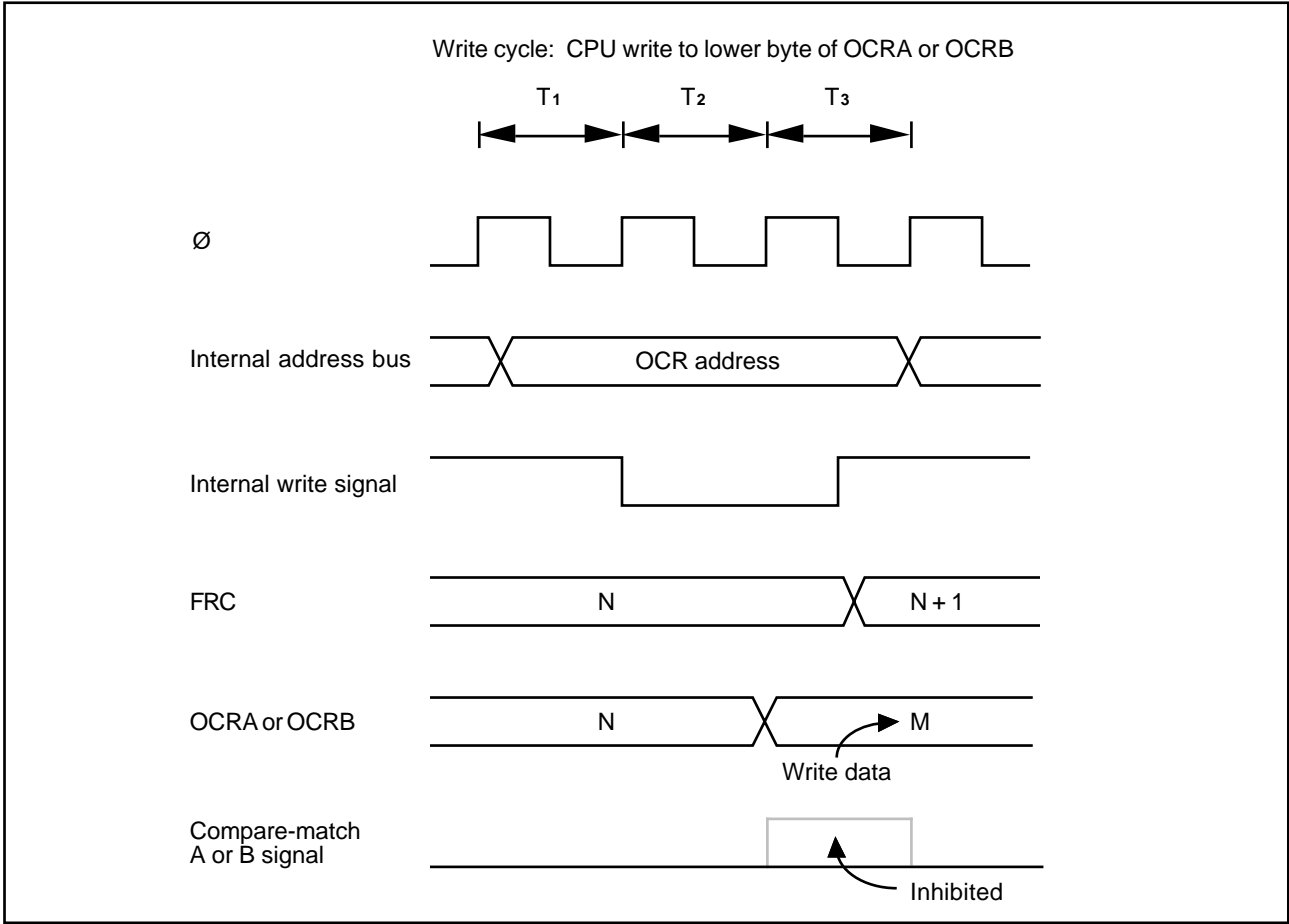 Write cycle: CPU write to lower byte of OCRA or OCRB
T1 T2 T3
Ø
Internal address bus OCR address
Internal write signal
FRC N N + 1
OCRA or OCRB N M
Write data
Compare-match
A or B signal
Inhibited